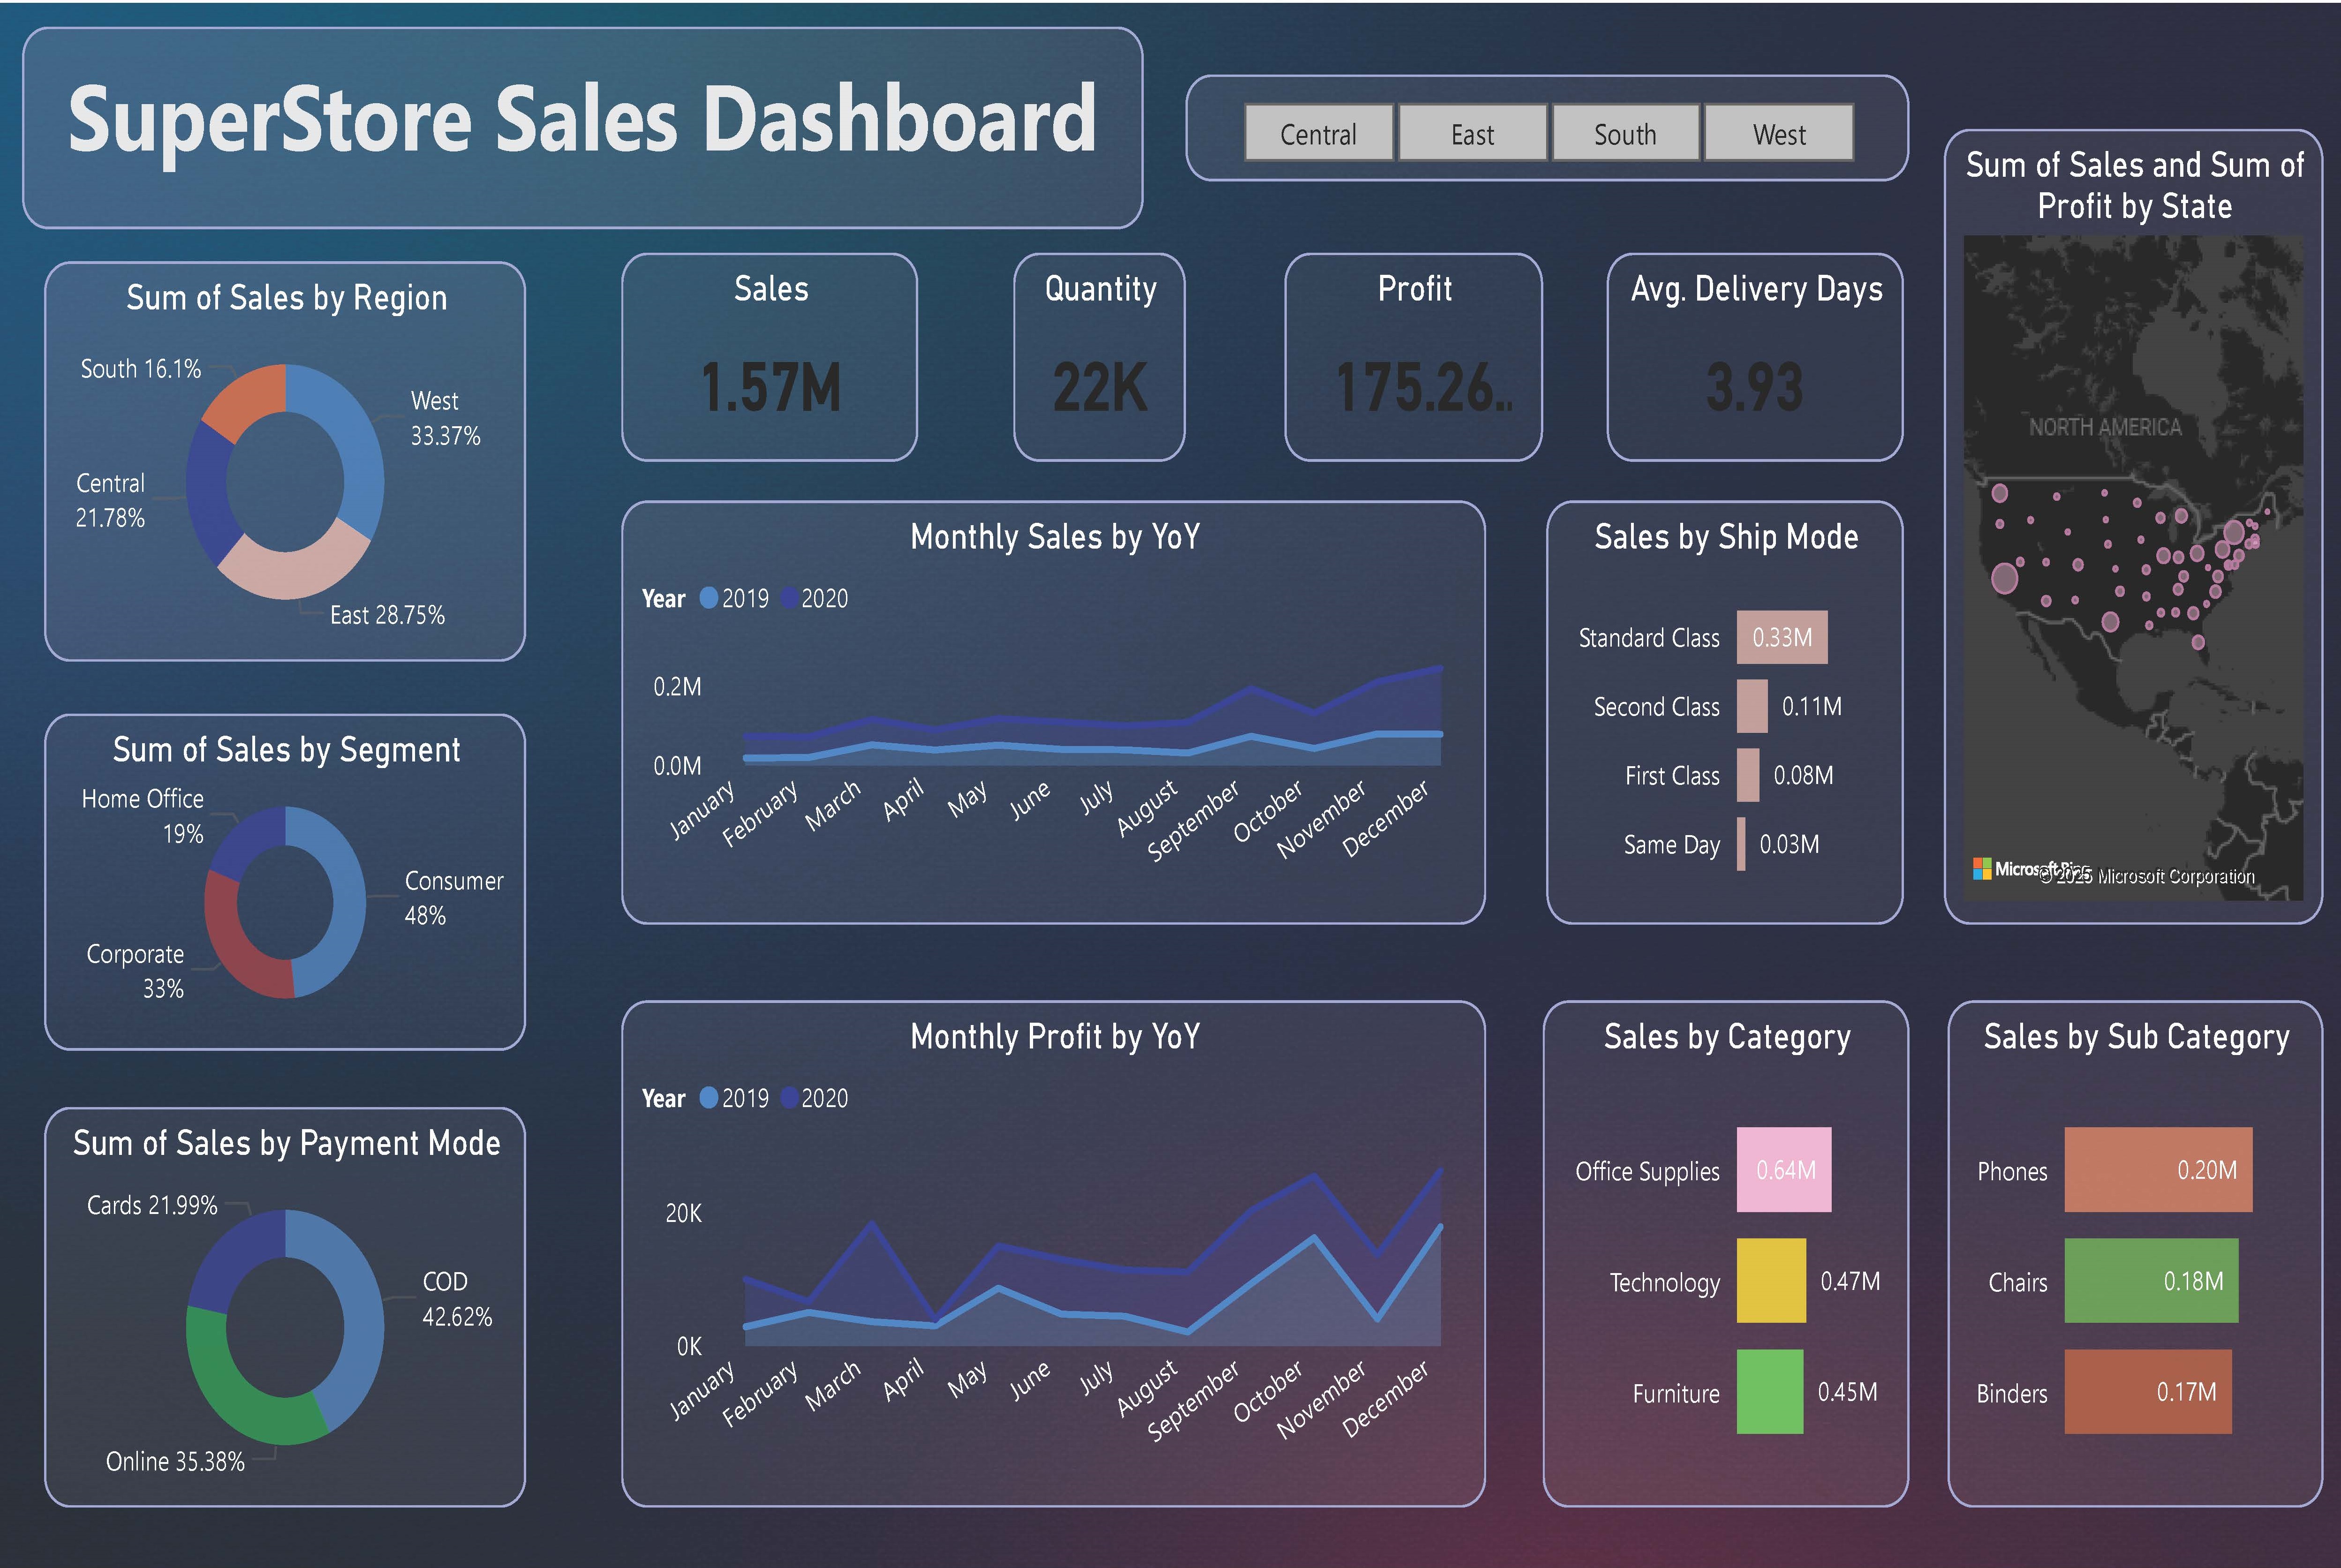 SuperStore Sales Dashboard
Central East South West
Sum of Sales and Sum of
Profit by State
NORTH AMERICA
© 2025 Microsoft Corporation
Sum of Sales by Region
South 16.1%
West
33.37%
Central
21.78%
East 28.75%
Sales
1.57M
Quantity
22K
Profit
175.26..
Avg. Delivery Days
3.93
Monthly Sales by YoY
Year 2019 2020
0.2M
0.0M
January
February
March
April
May
June
July
August
September
October
November
December
Sales by Ship Mode
Standard Class 0.33M
Second Class 0.11M
First Class 0.08M
Same Day 0.03M
Sum of Sales by Segment
Home Office
19%
Consumer
48%
Corporate
33%
Sum of Sales by Payment Mode
Cards 21.99%
COD
42.62%
Online 35.38%
Monthly Profit by YoY
Year 2019 2020
20K
0K
January
February
March
April
May
June
July
August
September
October
November
December
Sales by Category
Office Supplies 0.64M
Technology 0.47M
Furniture 0.45M
Sales by Sub Category
Phones 0.20M
Chairs 0.18M
Binders 0.17M